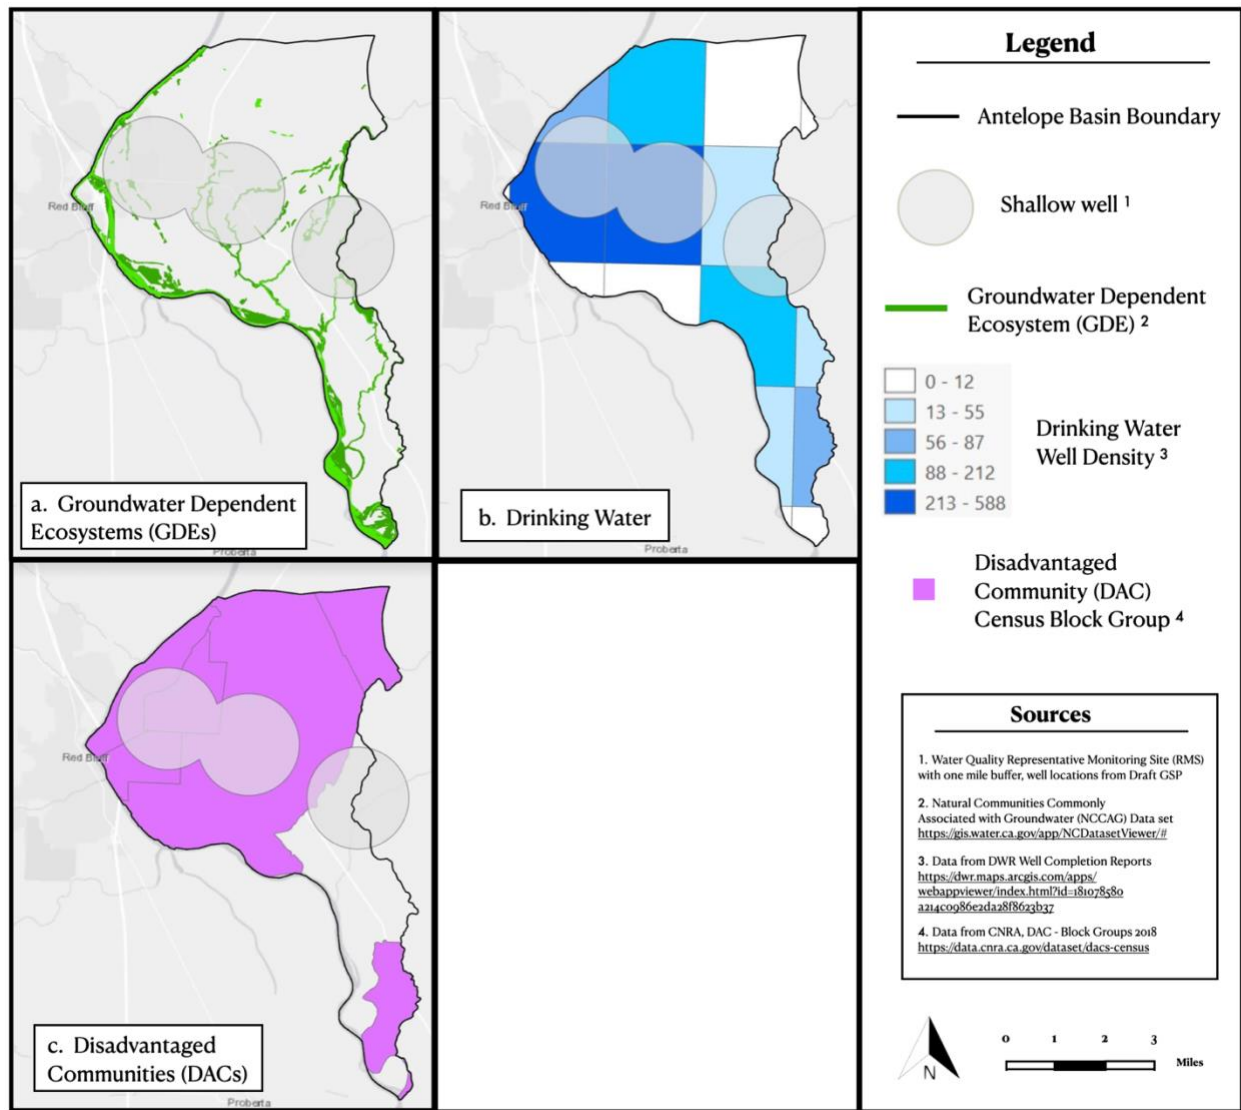 Red Bluff
a. Groundwater Dependent
Ecosystems (GDEs)
Proberta
Red Bluff
b. Drinking Water
Proberta
Red Bluff
c. Disadvantaged
Communities (DACs)
Proberta
Legend
Antelope Basin Boundary
Shallow well 1
Groundwater Dependent
Ecosystem (GDE) 2
0 - 12
13 - 55
56 - 87
88 - 212
213 - 588
Drinking Water
Well Density 3
Disadvantaged
Community (DAC)
Census Block Group 4
Sources
1. Water Quality Representative Monitoring Site (RMS)
with one mile buffer, well locations from Draft GSP
2. Natural Communities Commonly
Associated with Groundwater (NCCAG) Data set
https://gis.water.ca.gov/app/NCDatasetViewer/#
3. Data from DWR Well Completion Reports
https://dwr.maps.arcgis.com/apps/
webappviewer/index.html?id=181078580
a214c0986e2da28f8623b37
4. Data from CNRA, DAC - Block Groups 2018
https://data.cnra.ca.gov/dataset/dacs-census
N
0 1 2 3
Miles